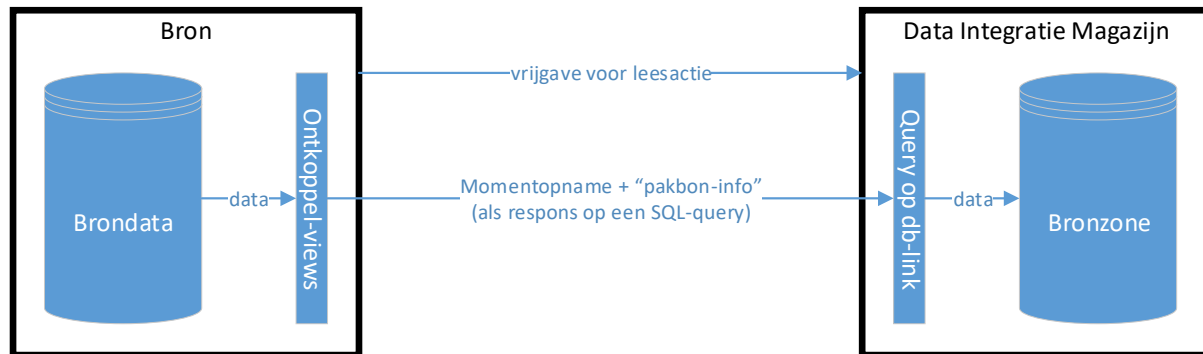 Bron
Data Integratie Magazijn
vrijgave voor leesactie
Brondata
data
Ontkoppel-views
Momentopname + “pakbon-info”
(als respons op een SQL-query)
Query op
db-link
data
Bronzone